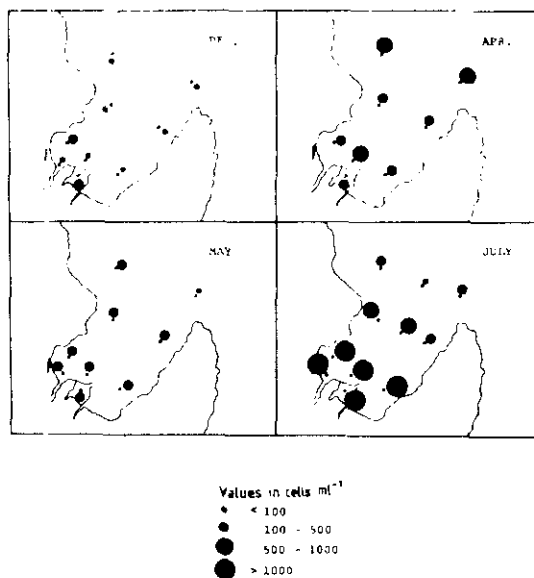 APR.
MAY
JULY
Values in cells ml⁻¹
< 100
100 - 500
500 - 1000
> 1000